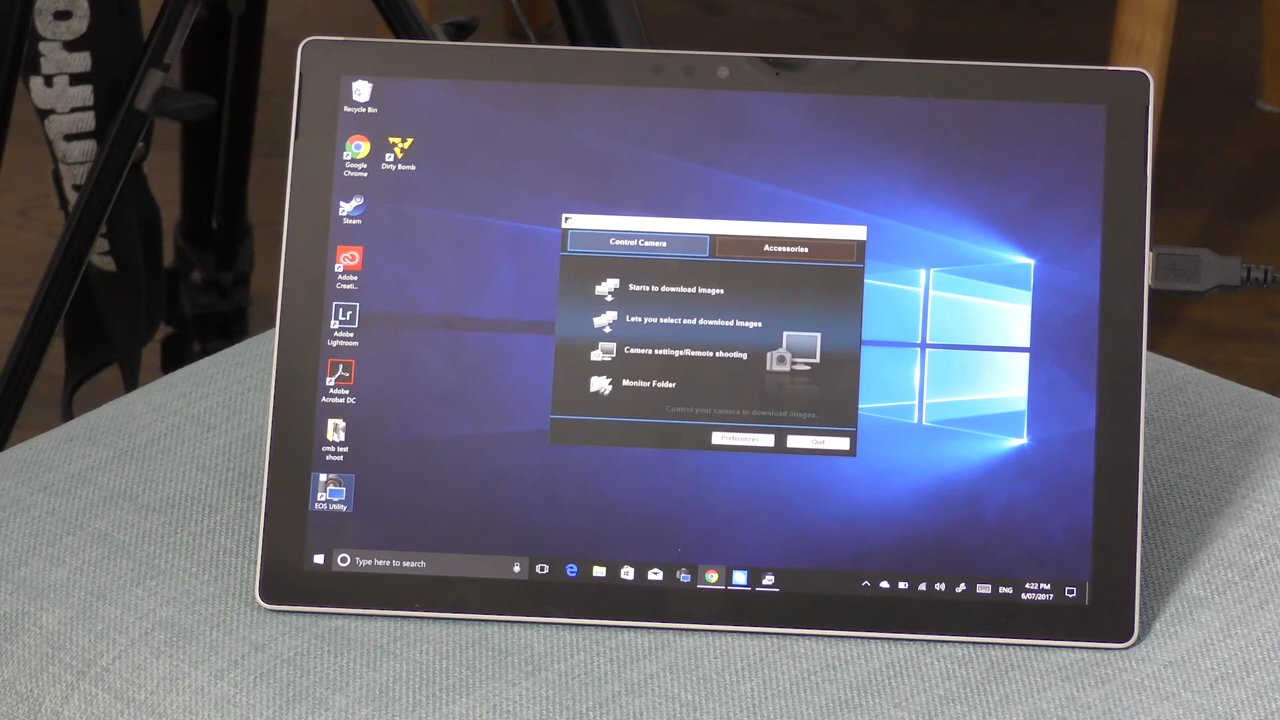 nfro
Recycle Bin
Google
Chrome
Dirty Bomb
Steam
Adobe
Creati...
Lr
Adobe
Lightroom
Adobe
Acrobat DC
cmb test
shoot
EOS Utility
Control Camera
Accessories
Starts to download images
Lets you select and download images
Camera settings/Remote shooting
Monitor Folder
Control your camera to download images.
Preferences...
Quit
Type here to search
ENG
4:22 PM
6/07/2017